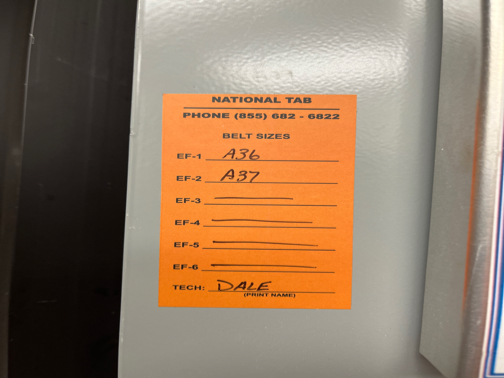 NATIONAL TAB
PHONE (855) 682 - 6822
BELT SIZES
EF-1 A36
EF-2 A37
EF-3
EF-4
EF-5
EF-6
TECH: DALE
(PRINT NAME)